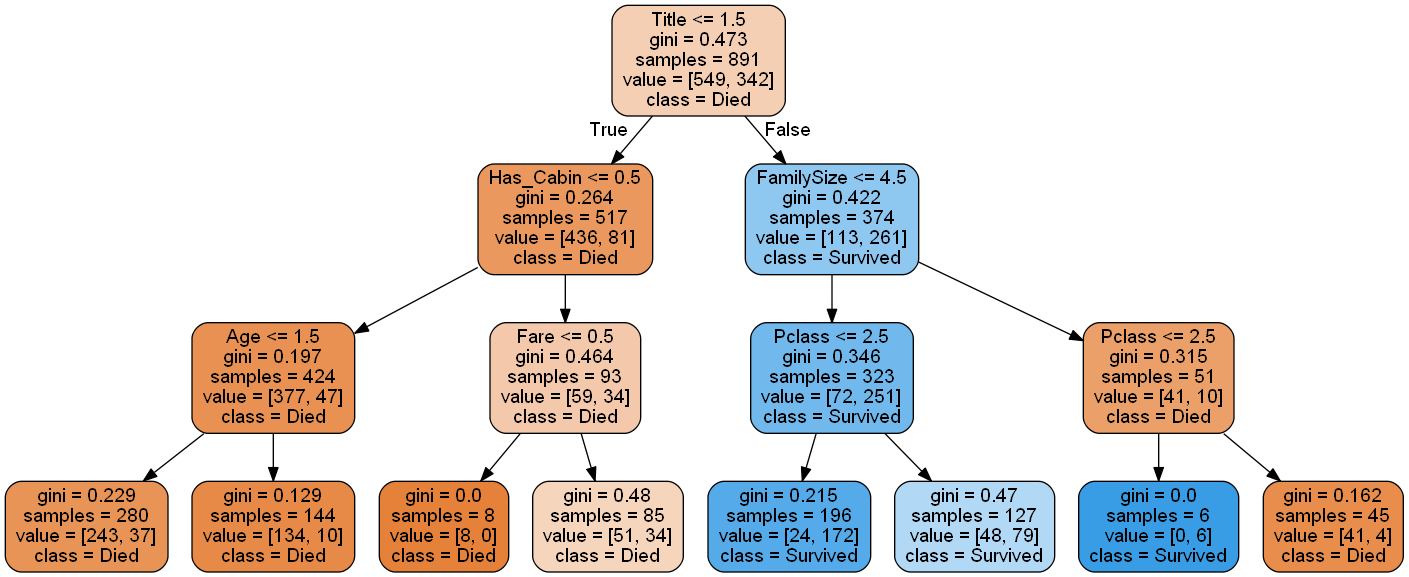 Title <= 1.5
gini = 0.473
samples = 891
value = [549, 342]
class = Died
True
False
Has_Cabin <= 0.5
gini = 0.264
samples = 517
value = [436, 81]
class = Died
FamilySize <= 4.5
gini = 0.422
samples = 374
value = [113, 261]
class = Survived
Age <= 1.5
gini = 0.197
samples = 424
value = [377, 47]
class = Died
Fare <= 0.5
gini = 0.464
samples = 93
value = [59, 34]
class = Died
Pclass <= 2.5
gini = 0.346
samples = 323
value = [72, 251]
class = Survived
Pclass <= 2.5
gini = 0.315
samples = 51
value = [41, 10]
class = Died
gini = 0.229
samples = 280
value = [243, 37]
class = Died
gini = 0.129
samples = 144
value = [134, 10]
class = Died
gini = 0.0
samples = 8
value = [8, 0]
class = Died
gini = 0.48
samples = 85
value = [51, 34]
class = Died
gini = 0.215
samples = 196
value = [24, 172]
class = Survived
gini = 0.47
samples = 127
value = [48, 79]
class = Survived
gini = 0.0
samples = 6
value = [0, 6]
class = Survived
gini = 0.162
samples = 45
value = [41, 4]
class = Died